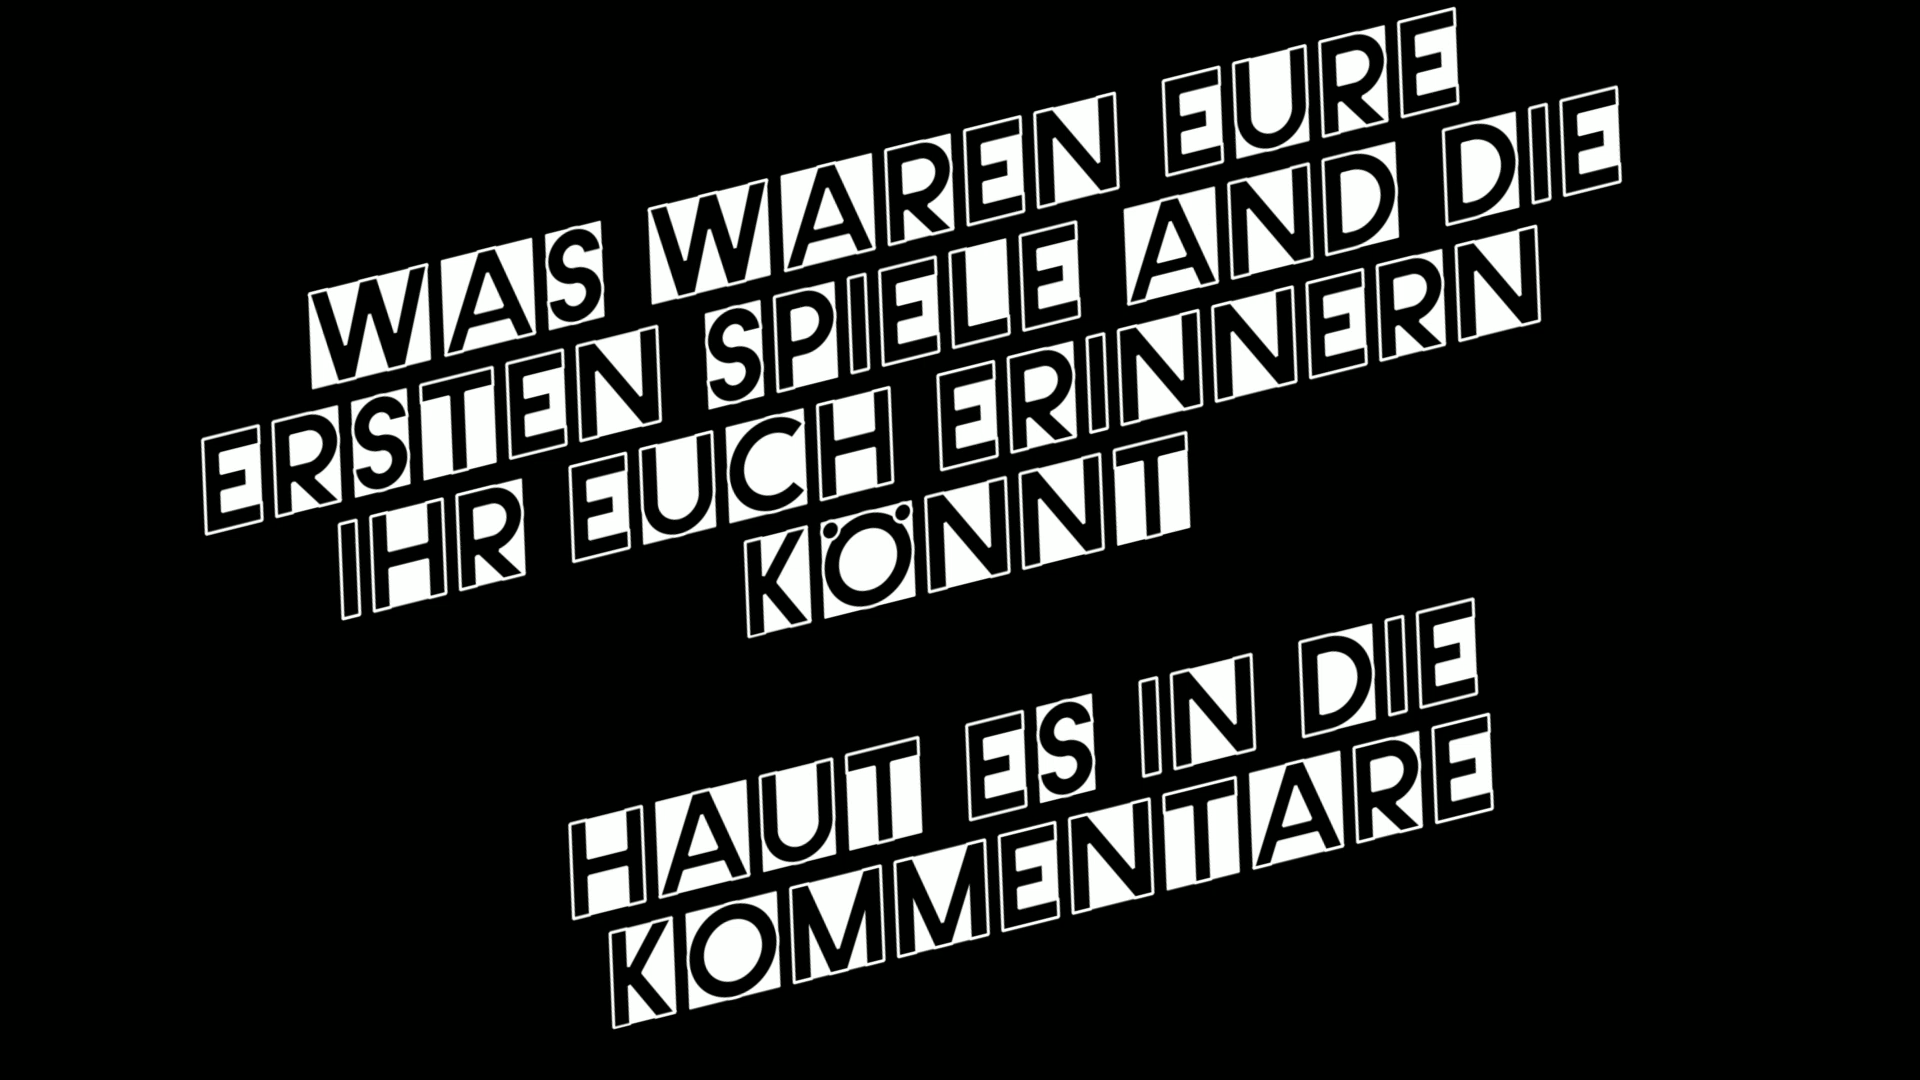 WAS WAREN EURE
ERSTEN SPIELE AND DIE
IHR EUCH ERINNERN
KÖNNT
HAUT ES IN DIE
KOMMENTARE